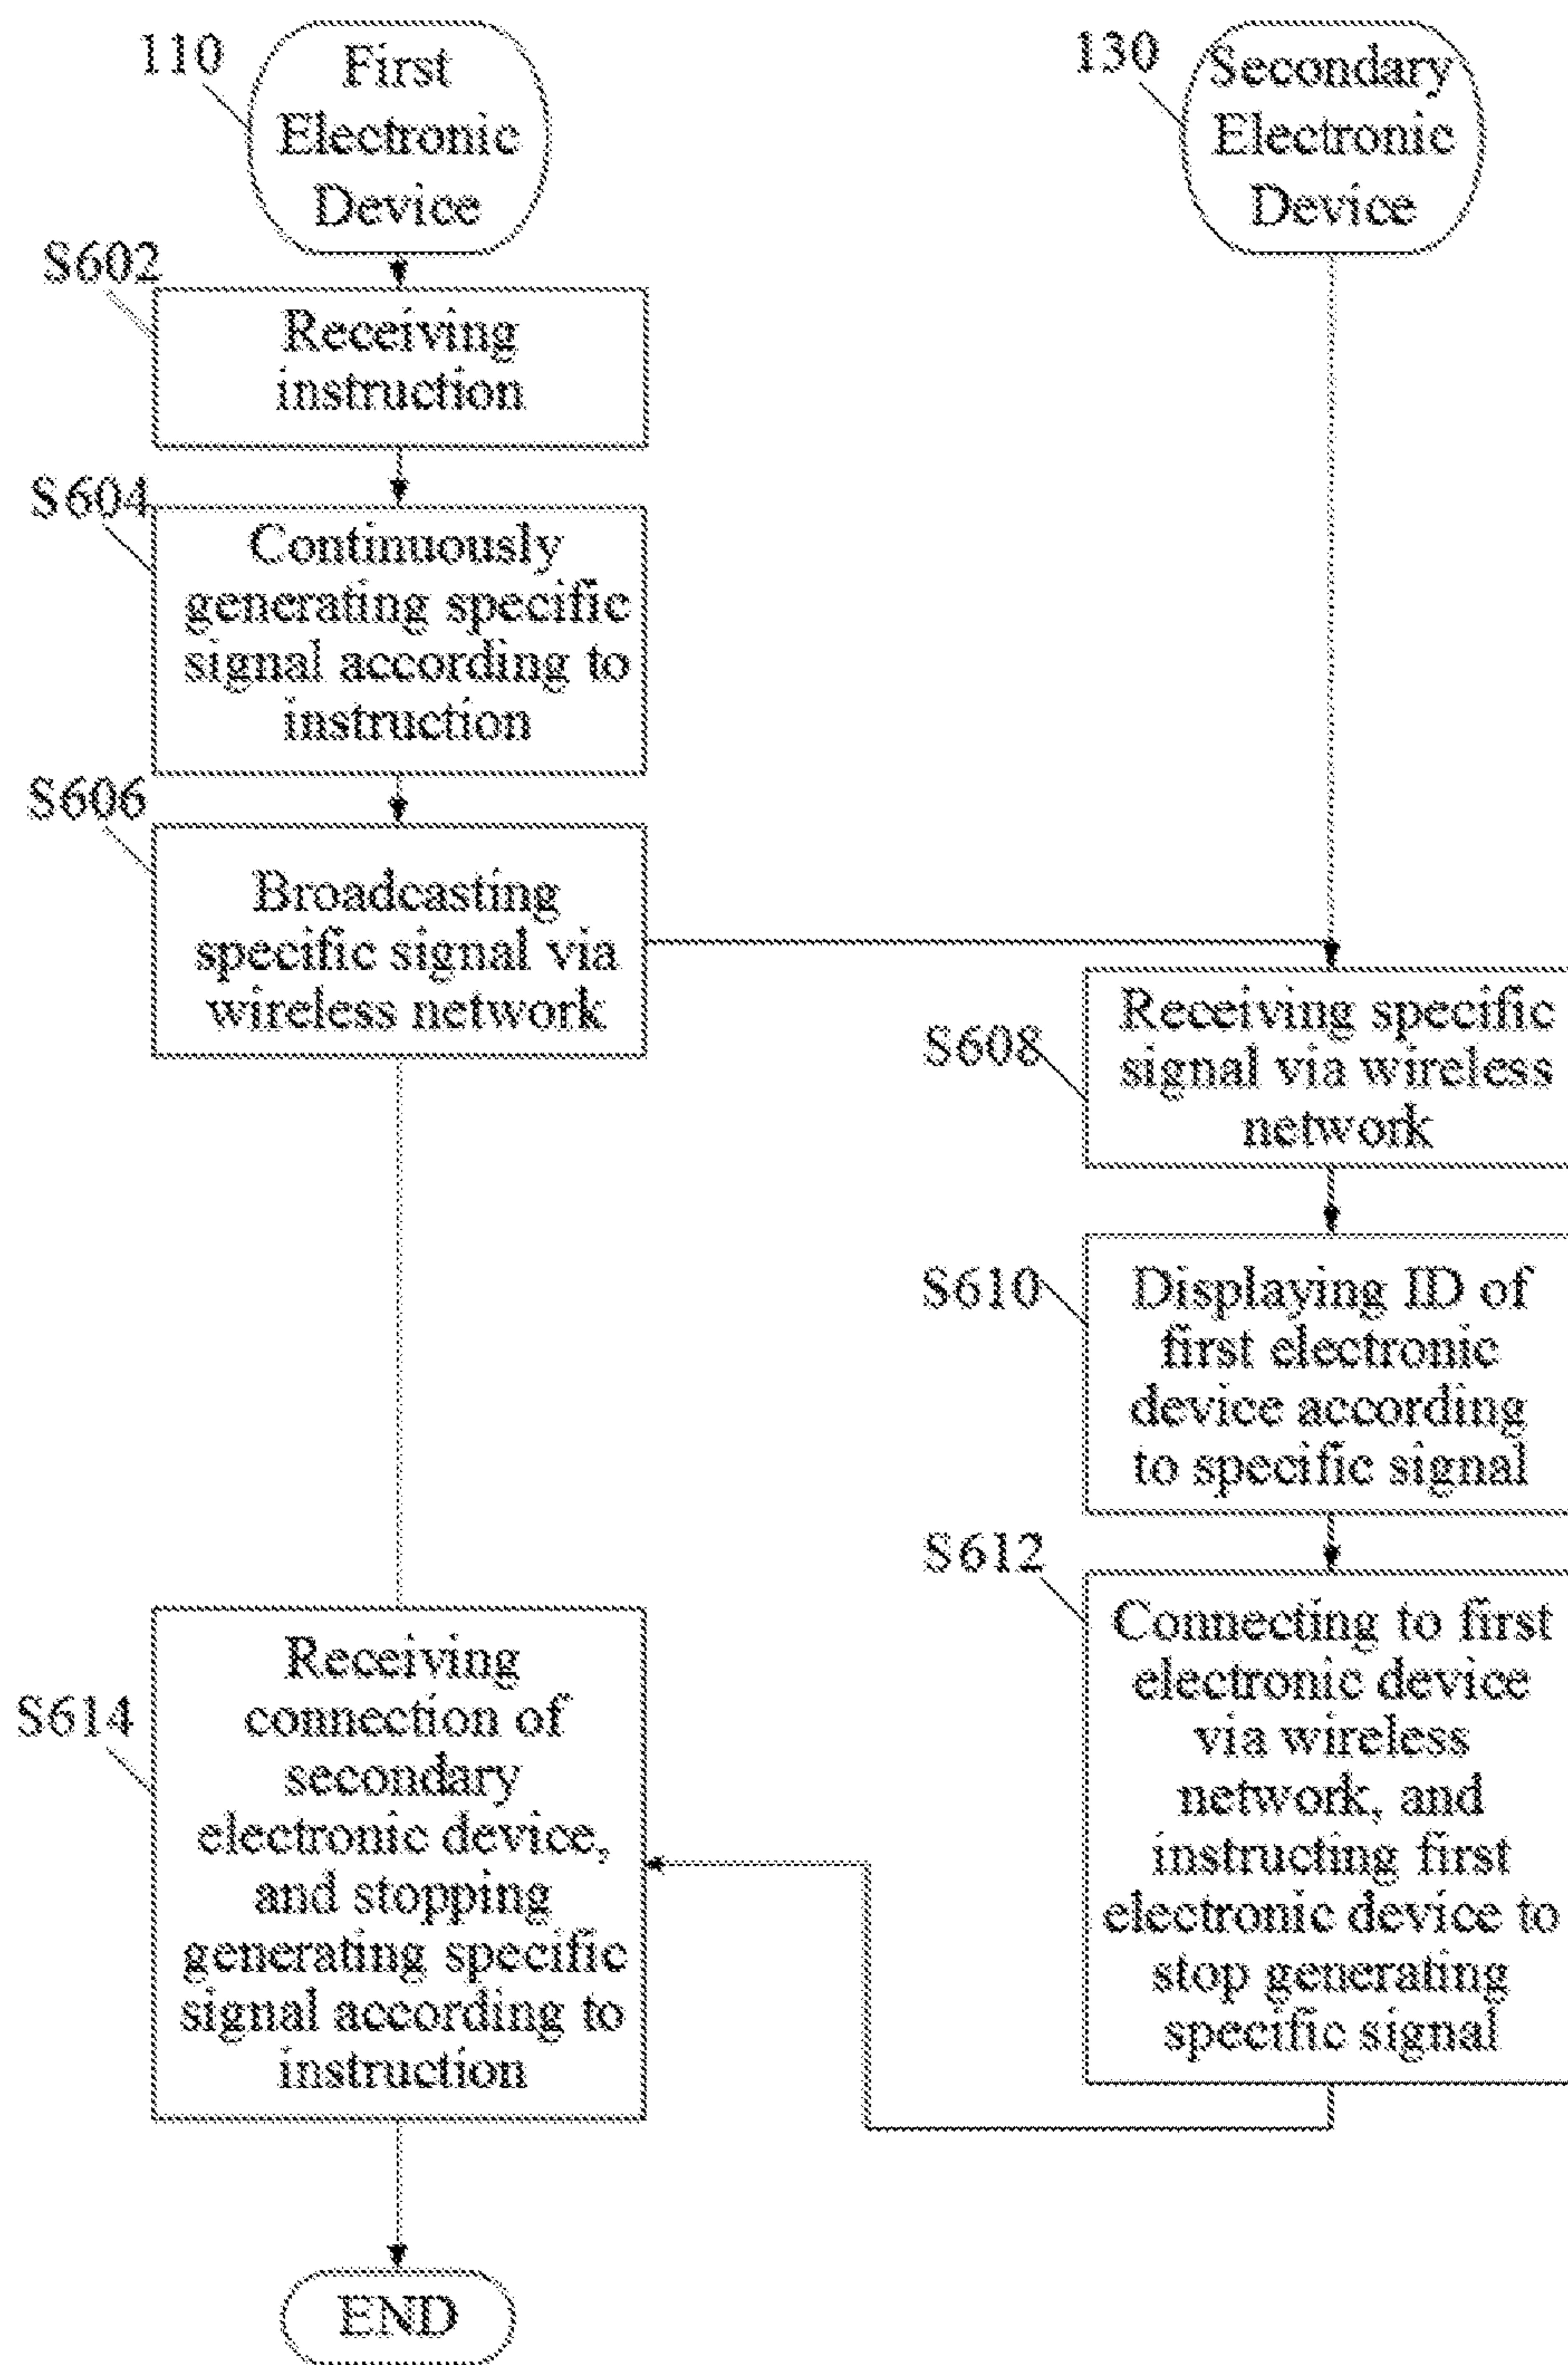 110
First
Electronic
Device
130
Secondary
Electronic
Device
S602
Receiving
instruction
S604
Continuously
generating specific
signal according to
instruction
S606
Broadcasting
specific signal via
wireless network
S608
Receiving specific
signal via wireless
network
S610
Displaying ID of
first electronic
device according
to specific signal
S612
Connecting to first
electronic device
via wireless
network, and
instructing first
electronic device to
stop generating
specific signal
S614
Receiving
connection of
secondary
electronic device,
and stopping
generating specific
signal according to
instruction
END